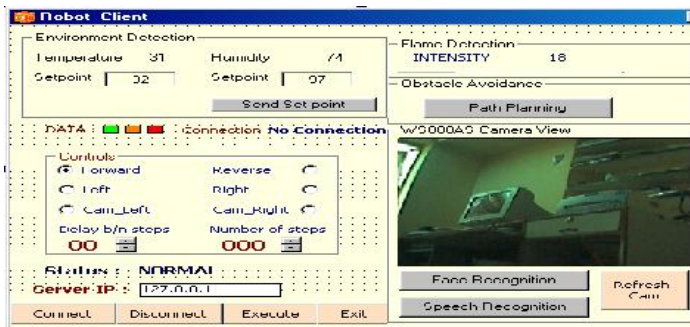 Robot Client
Environment Detection
Temperature 31 Humidity 74
Setpoint 32 Setpoint 37
Send Set point
Flame Detection
INTENSITY 18
Obstacle Avoidance
Path Planning
DATA : Connection No Connection
Camera View
Controls
Forward Reverse
Left Right
Cam_Left Cam_Right
Delay b/n steps Number of steps
00 000
Status : NORMAL
Server IP : 127.0.0.1
Connect Disconnect Execute Exit
Face Recognition
Speech Recognition
Refresh Cam